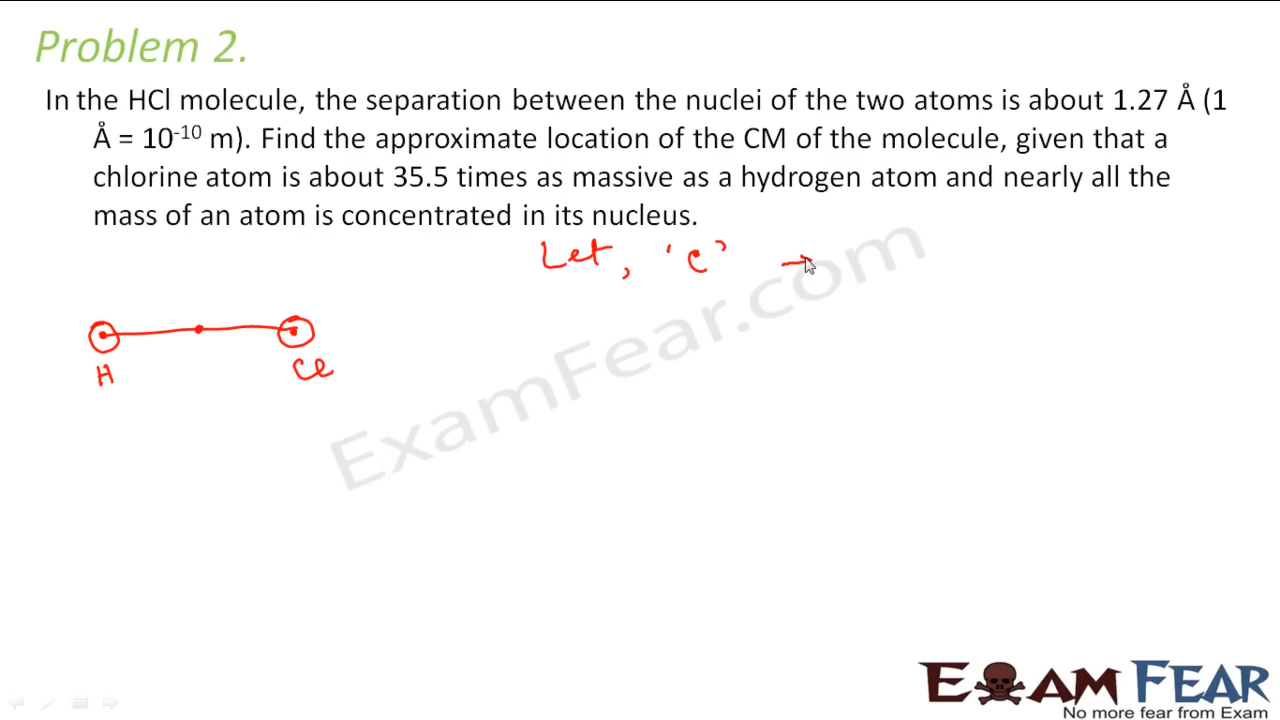 Problem 2.
In the HCl molecule, the separation between the nuclei of the two atoms is about 1.27 Å (1
Å = 10⁻¹⁰ m). Find the approximate location of the CM of the molecule, given that a
chlorine atom is about 35.5 times as massive as a hydrogen atom and nearly all the
mass of an atom is concentrated in its nucleus.
Let, 'C' →
H Cl
ExamFear.com
EXAM FEAR
No more fear from Exam